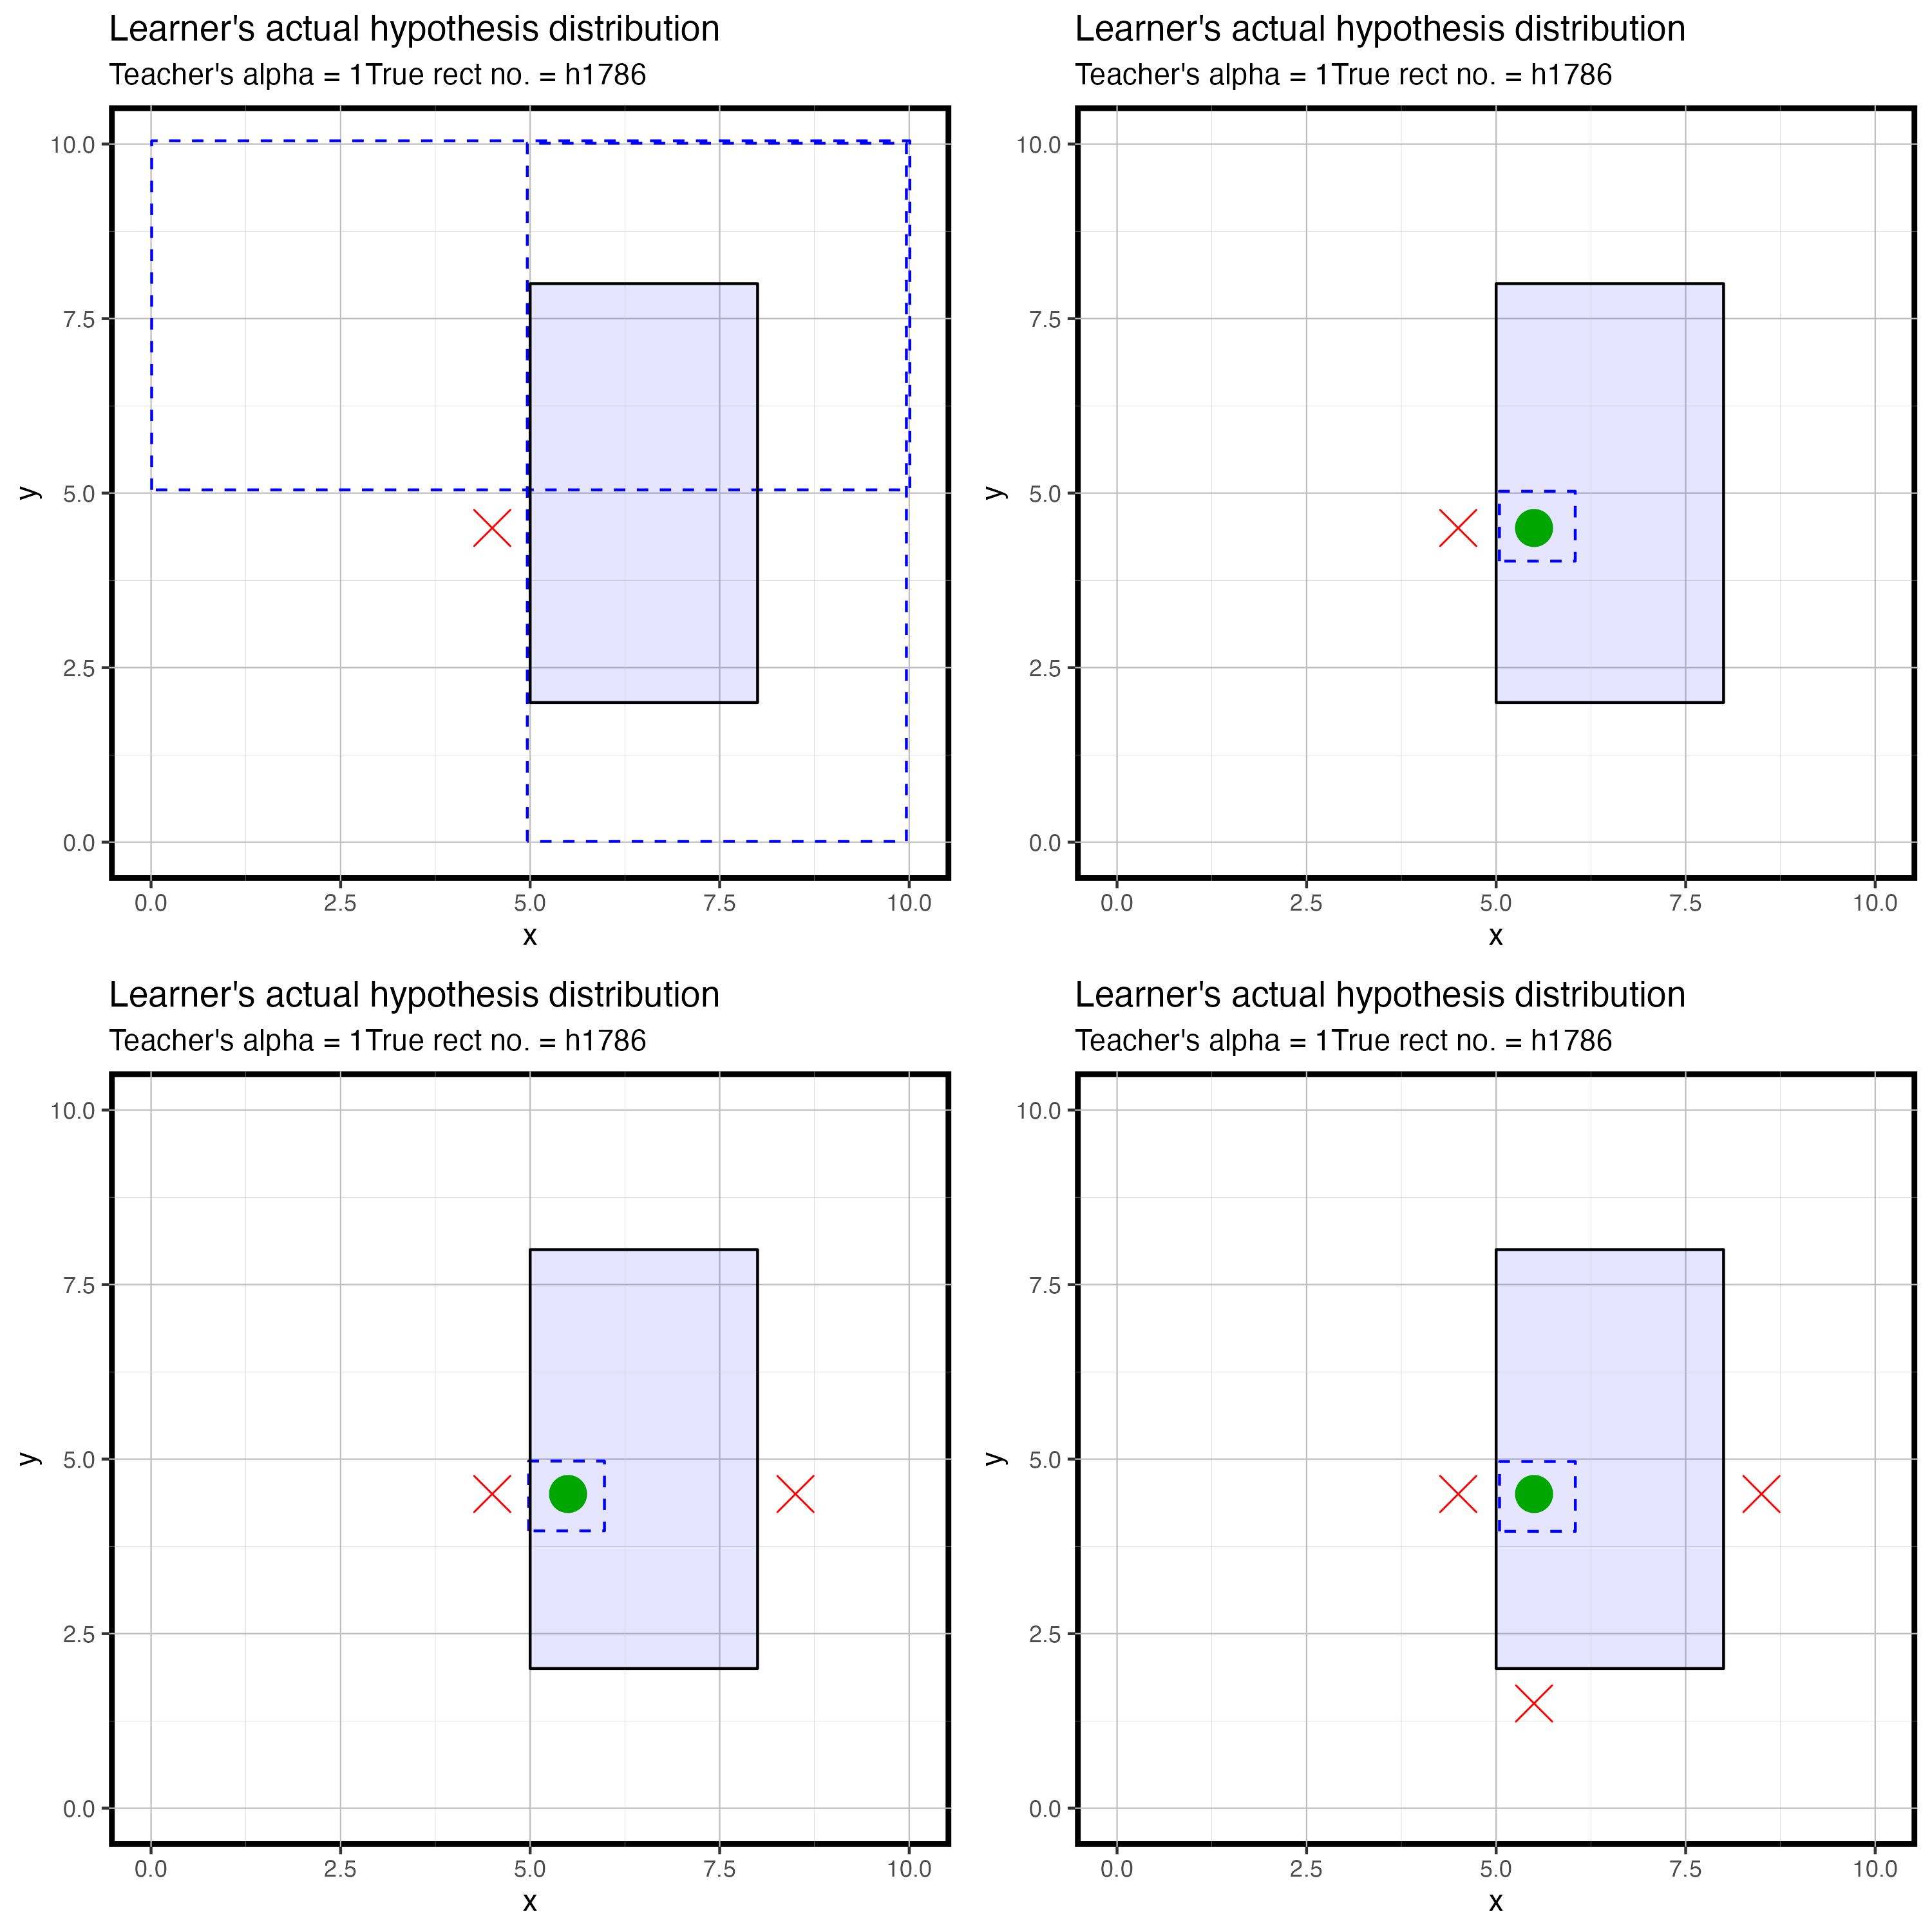 Learner's actual hypothesis distribution
Teacher's alpha = 1True rect no. = h1786
10.0
7.5
5.0
2.5
0.0
y
0.0 2.5 5.0 7.5 10.0
x
Learner's actual hypothesis distribution
Teacher's alpha = 1True rect no. = h1786
10.0
7.5
5.0
2.5
0.0
y
0.0 2.5 5.0 7.5 10.0
x
Learner's actual hypothesis distribution
Teacher's alpha = 1True rect no. = h1786
10.0
7.5
5.0
2.5
0.0
y
0.0 2.5 5.0 7.5 10.0
x
Learner's actual hypothesis distribution
Teacher's alpha = 1True rect no. = h1786
10.0
7.5
5.0
2.5
0.0
y
0.0 2.5 5.0 7.5 10.0
x